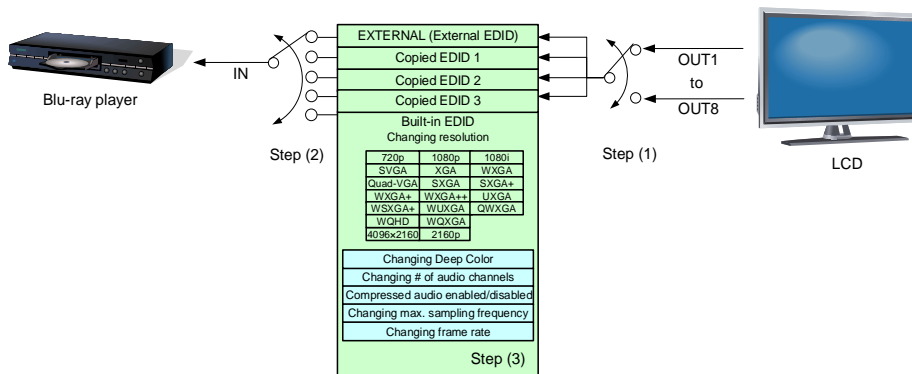 EXTERNAL (External EDID)
Copied EDID 1
Copied EDID 2
Copied EDID 3
Built-in EDID
Changing resolution
720p 1080p 1080i
SVGA XGA WXGA
Quad-VGA SXGA SXGA+
WXGA+ WXGA++ UXGA
WSXGA+ WUXGA QWXGA
WQHD WQXGA
4096×2160 2160p
Changing Deep Color
Changing # of audio channels
Compressed audio enabled/disabled
Changing max. sampling frequency
Changing frame rate
Step (3)
IN
Blu-ray player
Step (2)
OUT1
to
OUT8
Step (1)
LCD